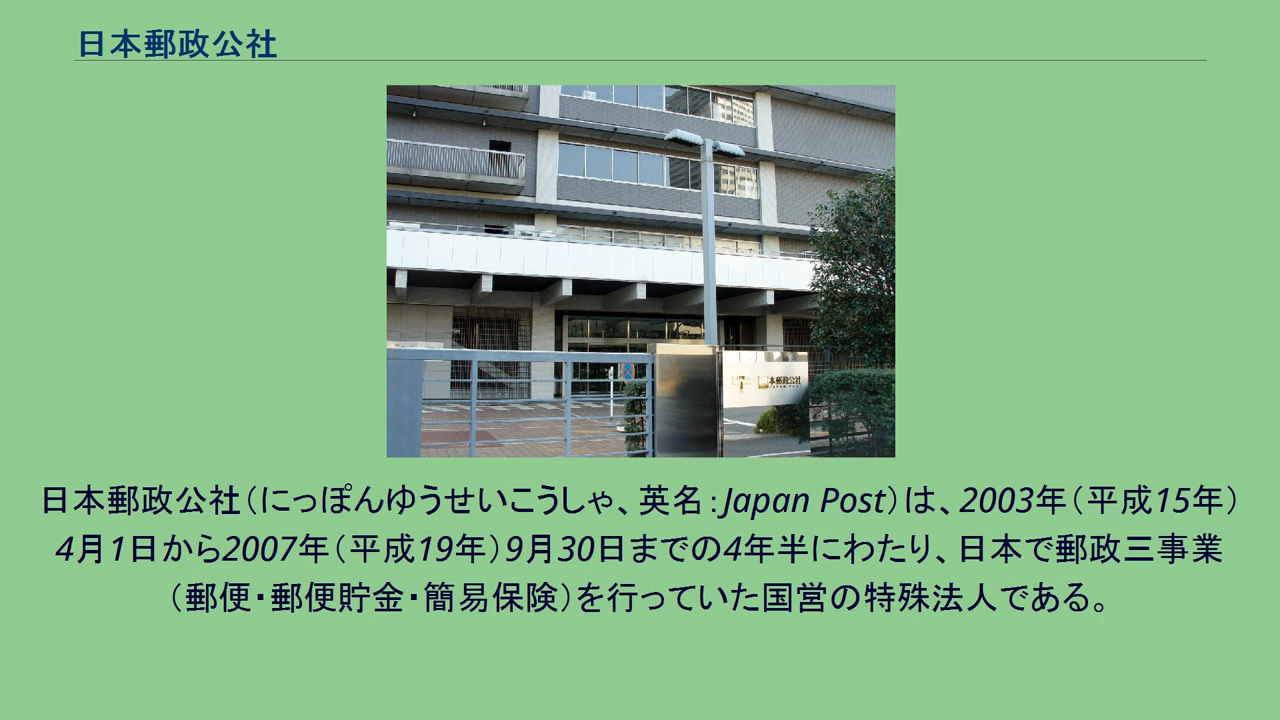 日本郵政公社
本郵政公社
日本郵政公社（にっぽんゆうせいこうしゃ、英名：Japan Post）は、2003年（平成15年）
4月1日から2007年（平成19年）9月30日までの4年半にわたり、日本で郵政三事業
（郵便・郵便貯金・簡易保険）を行っていた国営の特殊法人である。